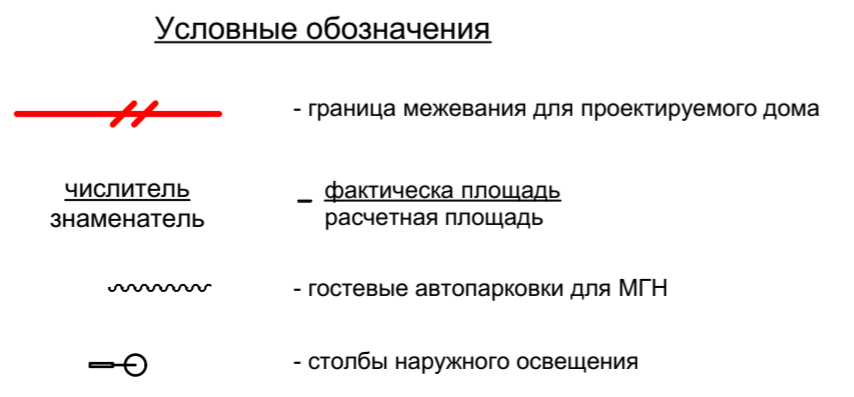 Условные обозначения
- граница межевания для проектируемого дома
числитель – фактическа площадь
знаменатель расчетная площадь
- гостевые автопарковки для МГН
- столбы наружного освещения